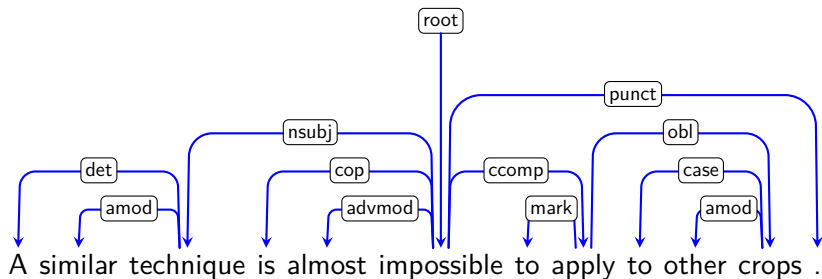 root
punct
nsubj obl
det cop ccomp case
amod advmod mark amod
A similar technique is almost impossible to apply to other crops .